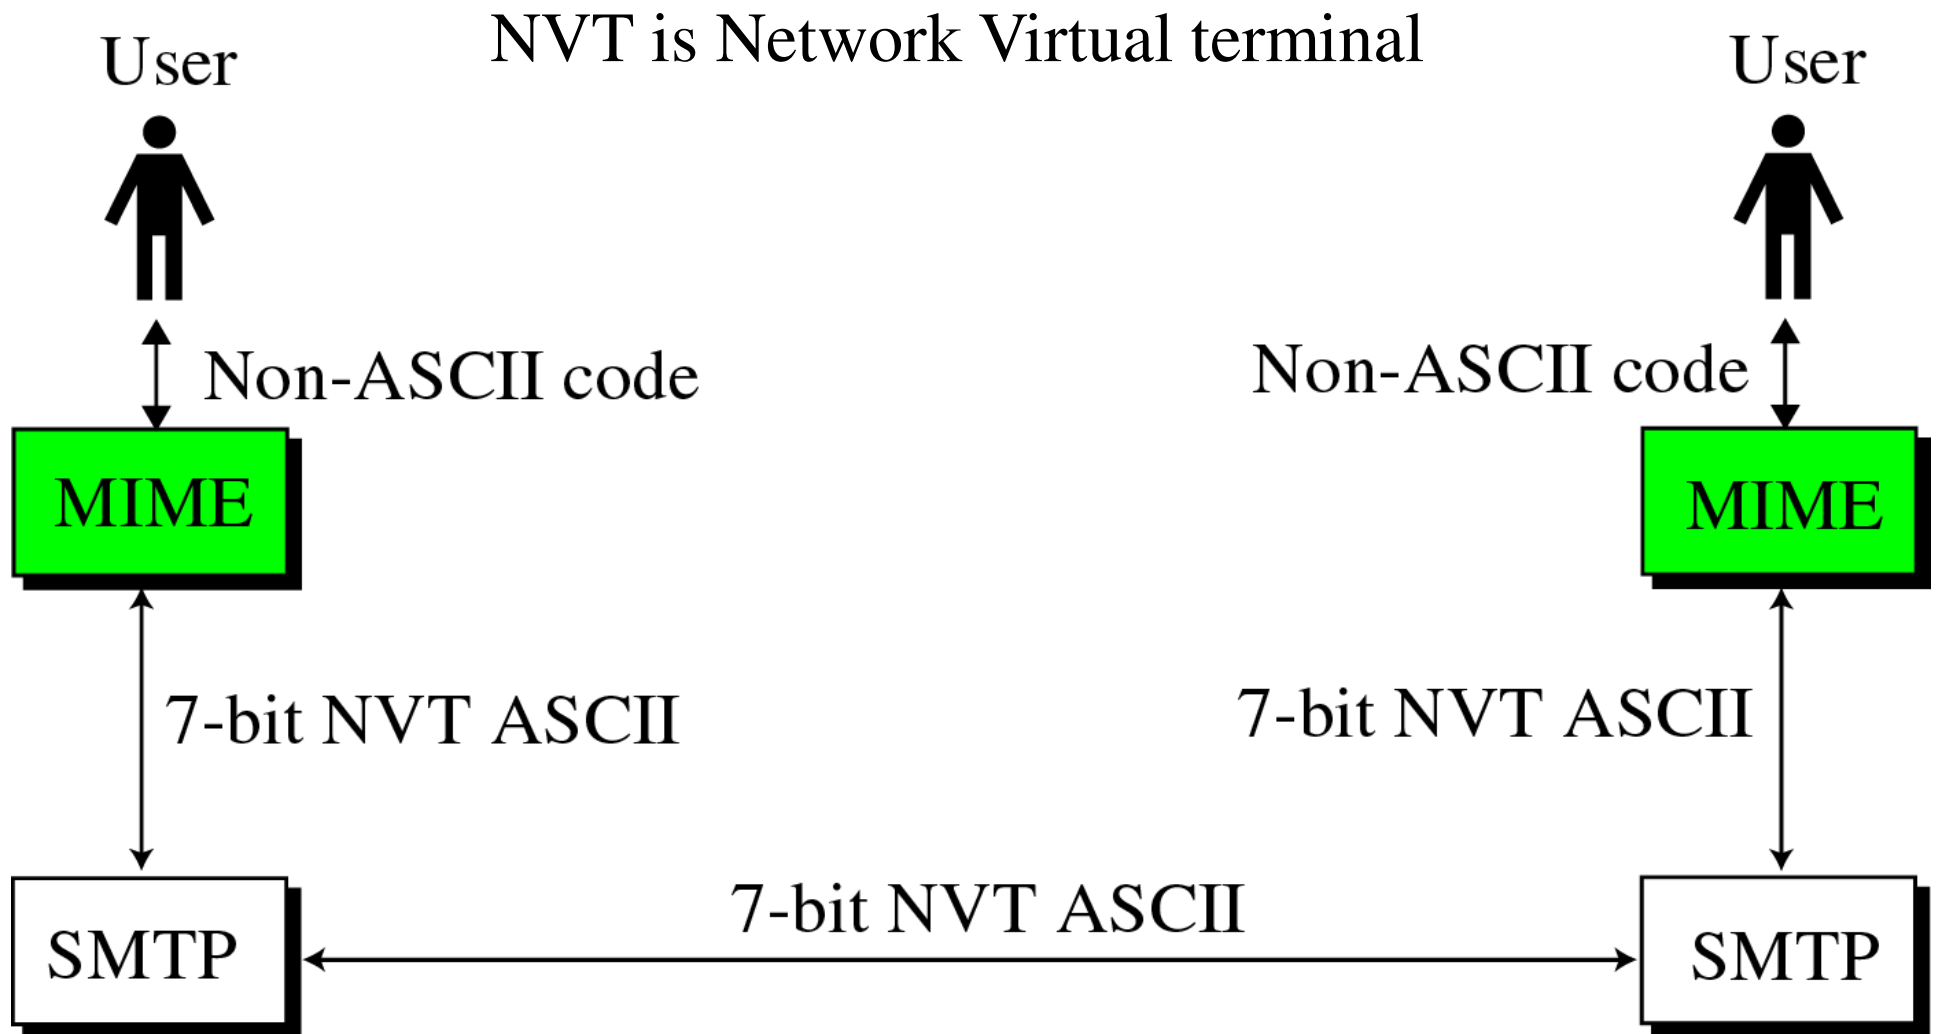 NVT is Network Virtual terminal
User
User
Non-ASCII code
Non-ASCII code
MIME
MIME
7-bit NVT ASCII
7-bit NVT ASCII
7-bit NVT ASCII
SMTP
SMTP